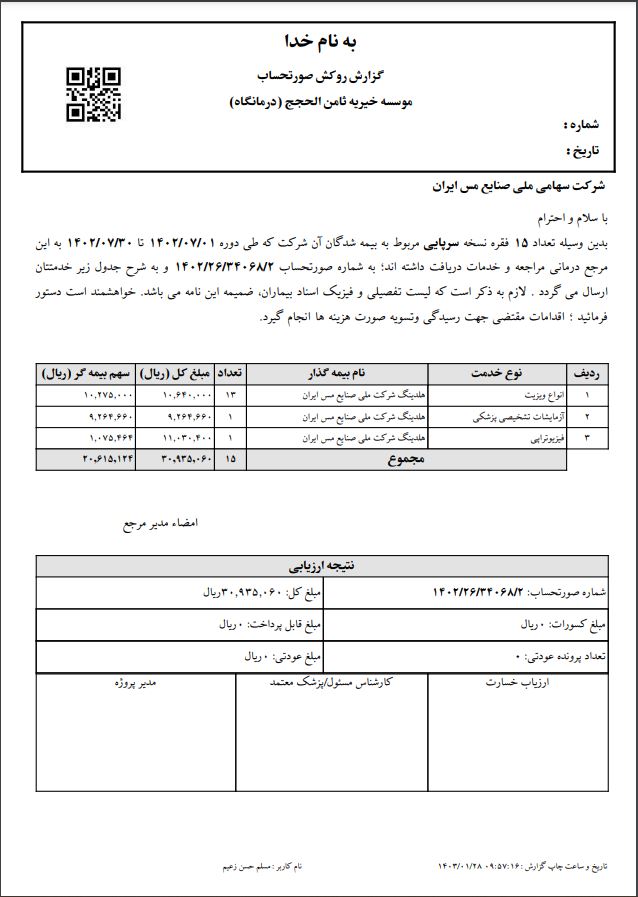 به نام خدا
گزارش روکش صورتحساب
موسسه خیریه ثامن الحجج (درمانگاه)
شماره :
تاریخ :
شرکت سهامی ملی صنایع مس ایران
با سلام و احترام
بدین وسیله تعداد ۱۵ فقره نسخه سرپایی مربوط به بیمه شدگان آن شرکت که طی دوره ۱۴۰۲/۰۷/۰۱ تا ۱۴۰۲/۰۷/۳۰ به این
مرجع درمانی مراجعه و خدمات دریافت داشته اند؛ به شماره صورتحساب ۱۴۰۲/۲۶/۳۴۰۶۸/۲ و به شرح جدول زیر خدمتتان
ارسال می گردد . لازم به ذکر است که لیست تفصیلی و فیزیک اسناد بیماران، ضمیمه این نامه می باشد. خواهشمند است دستور
فرمائید ؛ اقدامات مقتضی جهت رسیدگی وتسویه صورت هزینه ها انجام گیرد.
ردیف نوع خدمت نام بیمه گذار تعداد مبلغ کل (ریال) سهم بیمه گر (ریال)
۱ انواع ویزیت هلدینگ شرکت ملی صنایع مس ایران ۱۳ ۱۰,۶۴۰,۰۰۰ ۱۰,۲۷۵,۰۰۰
۲ آزمایشات تشخیصی پزشکی هلدینگ شرکت ملی صنایع مس ایران ۱ ۹,۲۶۴,۶۶۰ ۹,۲۶۴,۶۶۰
۳ فیزیوتراپی هلدینگ شرکت ملی صنایع مس ایران ۱ ۱۱,۰۳۰,۴۰۰ ۱,۰۷۵,۴۶۴
مجموع ۱۵ ۳۰,۹۳۵,۰۶۰ ۲۰,۶۱۵,۱۲۴
امضاء مدیر مرجع
نتیجه ارزیابی
شماره صورتحساب: ۱۴۰۲/۲۶/۳۴۰۶۸/۲ مبلغ کل: ۳۰,۹۳۵,۰۶۰ریال
مبلغ کسورات: ۰ریال مبلغ قابل پرداخت: ۰ریال
تعداد پرونده عودتی: ۰ مبلغ عودتی: ۰ریال
ارزیاب خسارت کارشناس مسئول/پزشک معتمد مدیر پروژه
تاریخ و ساعت چاپ گزارش : ۰۹:۵۷:۱۶ ۱۴۰۳/۰۱/۲۸ نام کاربر : مسلم حسن زعیم